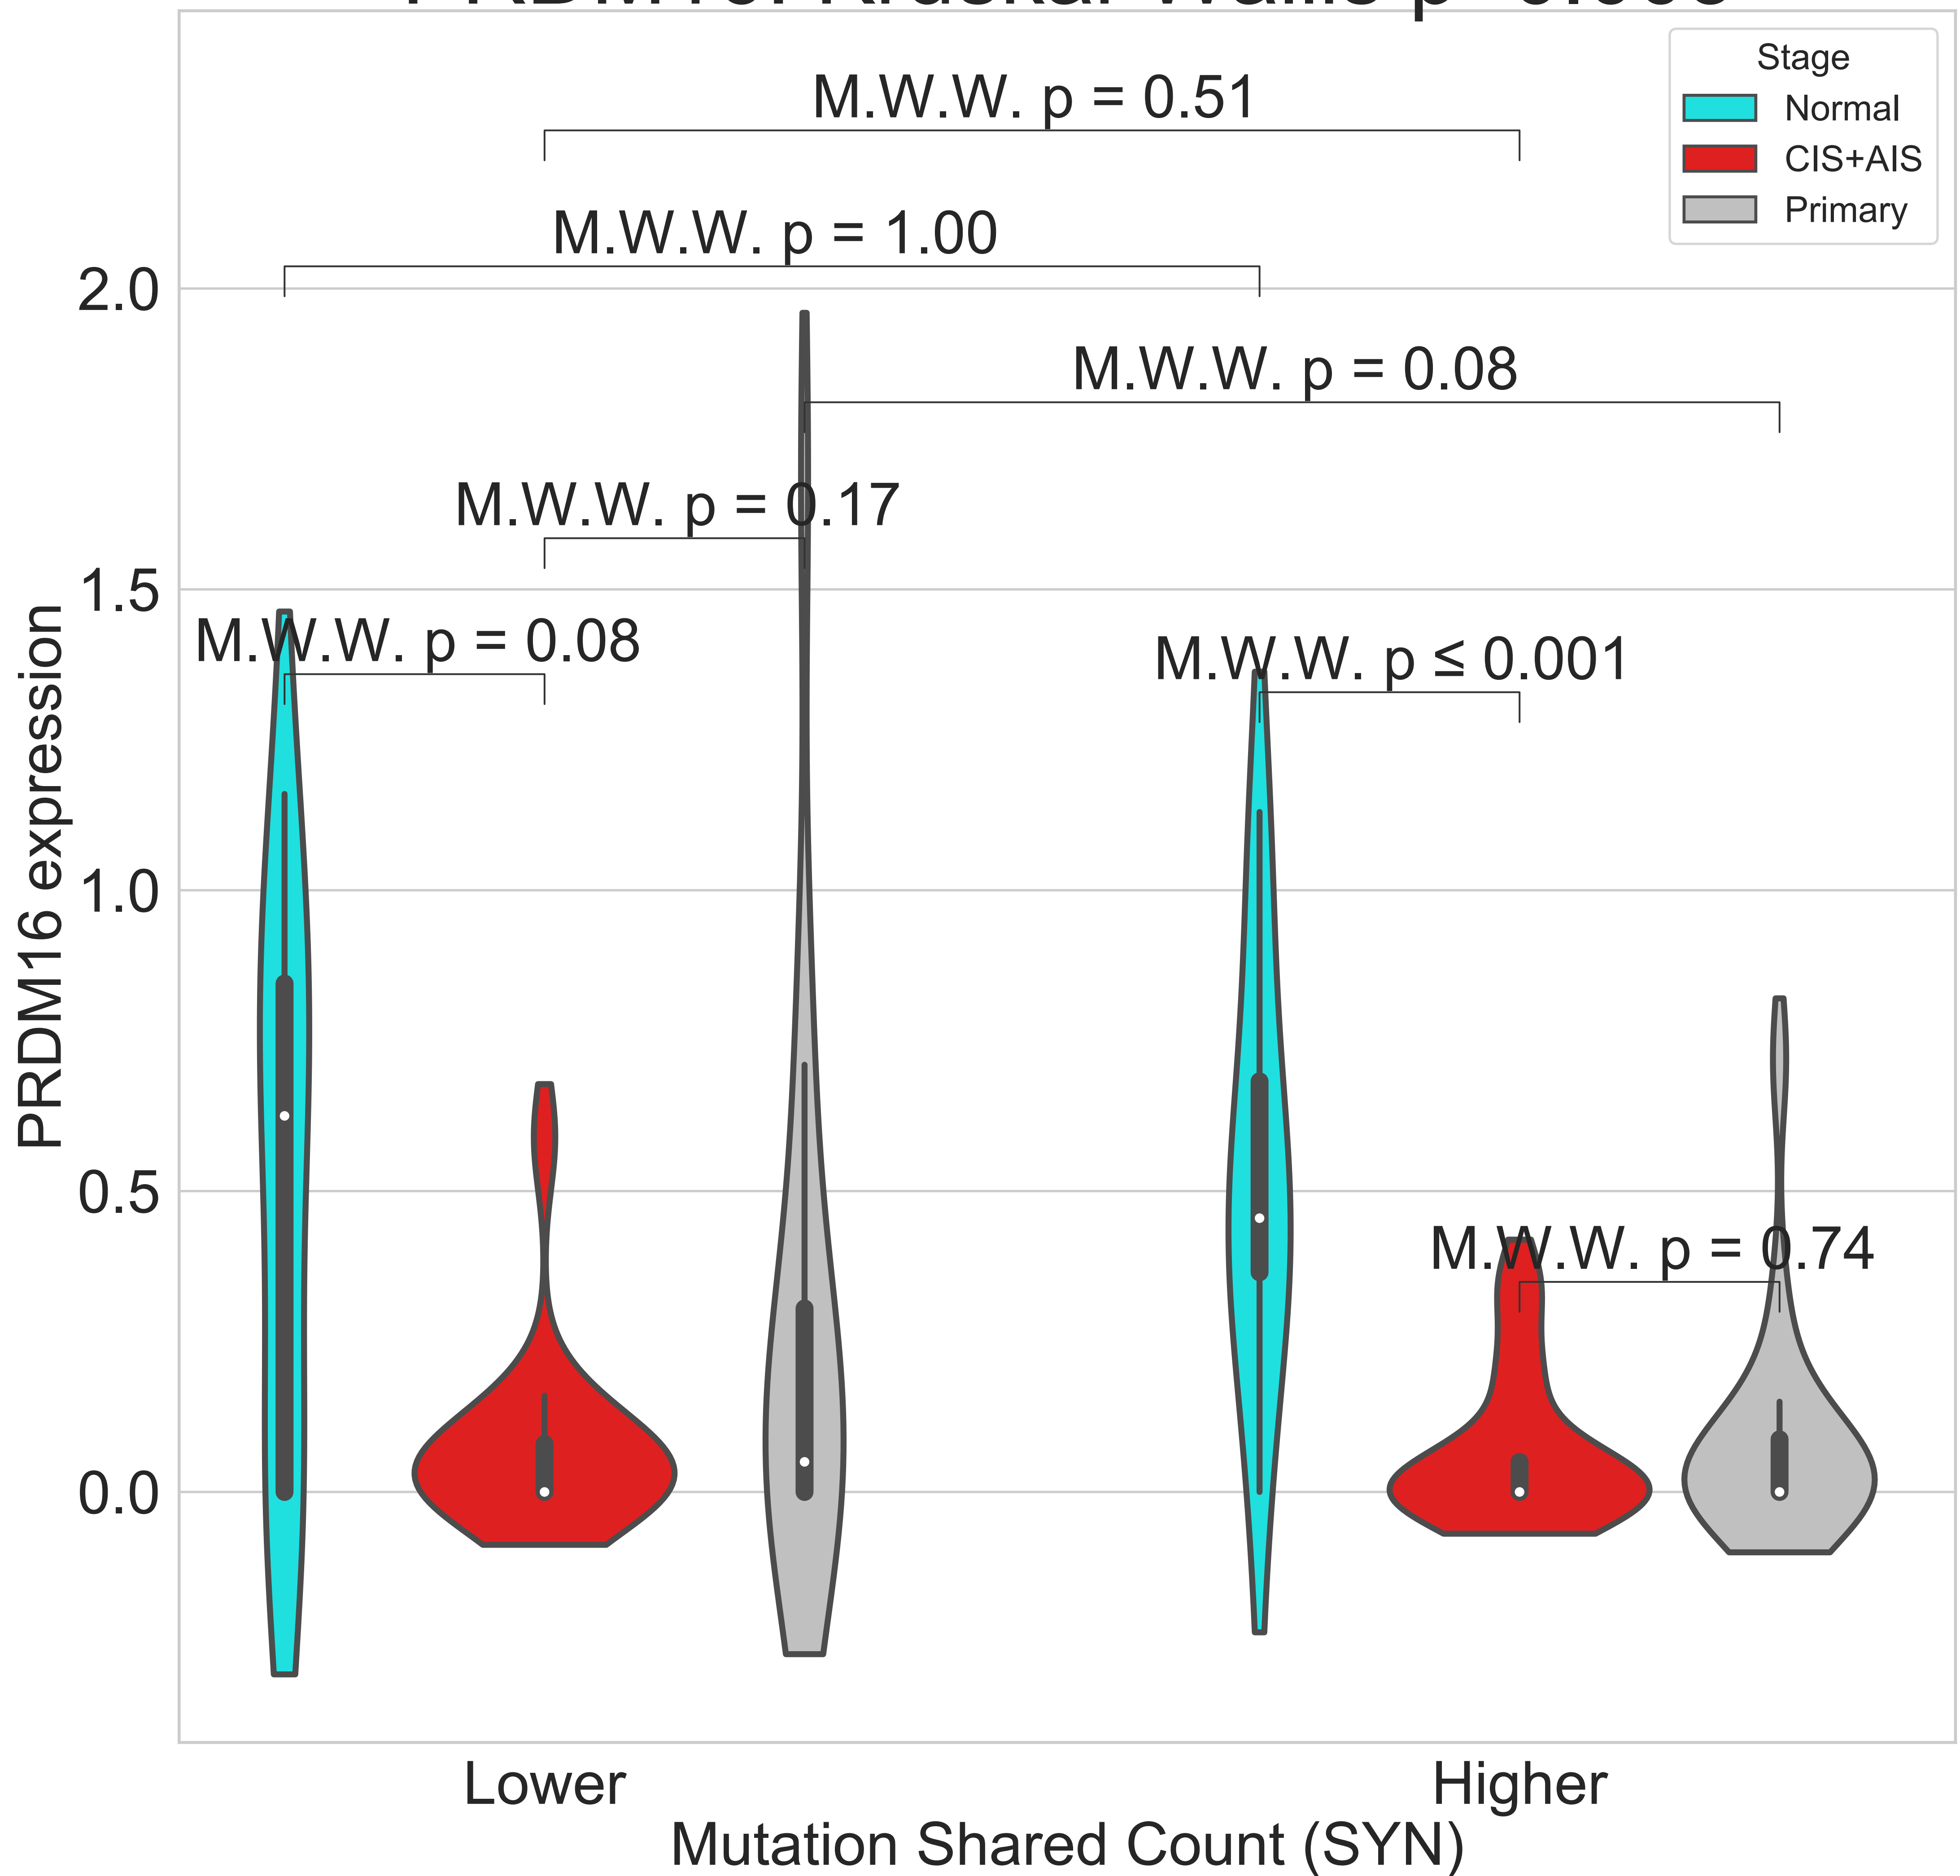 Stage
Normal
CIS+AIS
Primary
M.W.W. p = 0.51
M.W.W. p = 1.00
M.W.W. p = 0.08
M.W.W. p = 0.17
M.W.W. p = 0.08
M.W.W. p ≤ 0.001
M.W.W. p = 0.74
2.0
1.5
1.0
0.5
0.0
PRDM16 expression
Lower
Higher
Mutation Shared Count (SYN)